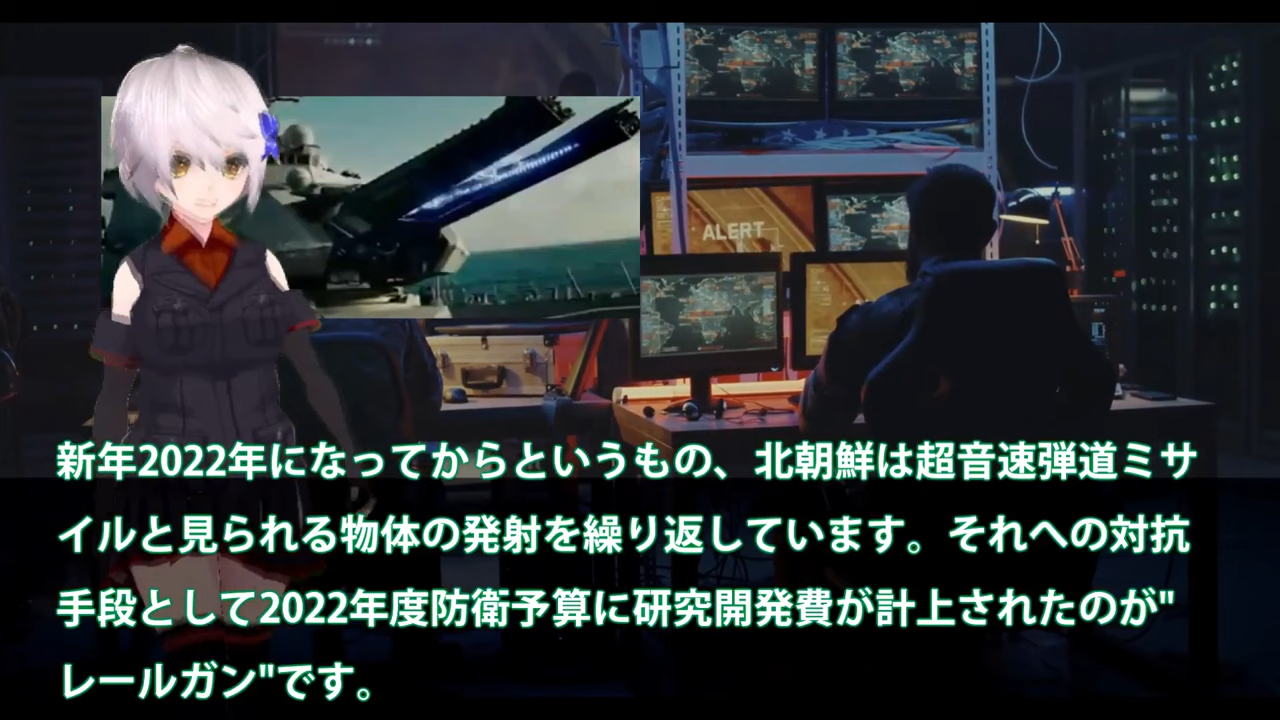 ALERT
新年2022年になってからというもの、北朝鮮は超音速弾道ミサ
イルと見られる物体の発射を繰り返しています。それへの対抗
手段として2022年度防衛予算に研究開発費が計上されたのが"
レールガン"です。